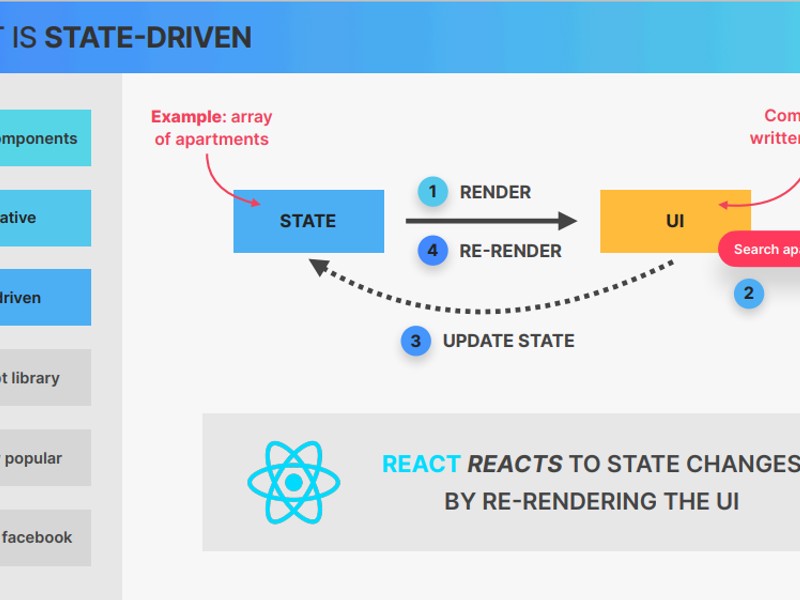 IS STATE-DRIVEN
omponents
ative
driven
t library
popular
facebook
Example: array
of apartments
Com
written
STATE
1 RENDER
4 RE-RENDER
UI
Search apa
2
3 UPDATE STATE
REACT REACTS TO STATE CHANGES
BY RE-RENDERING THE UI